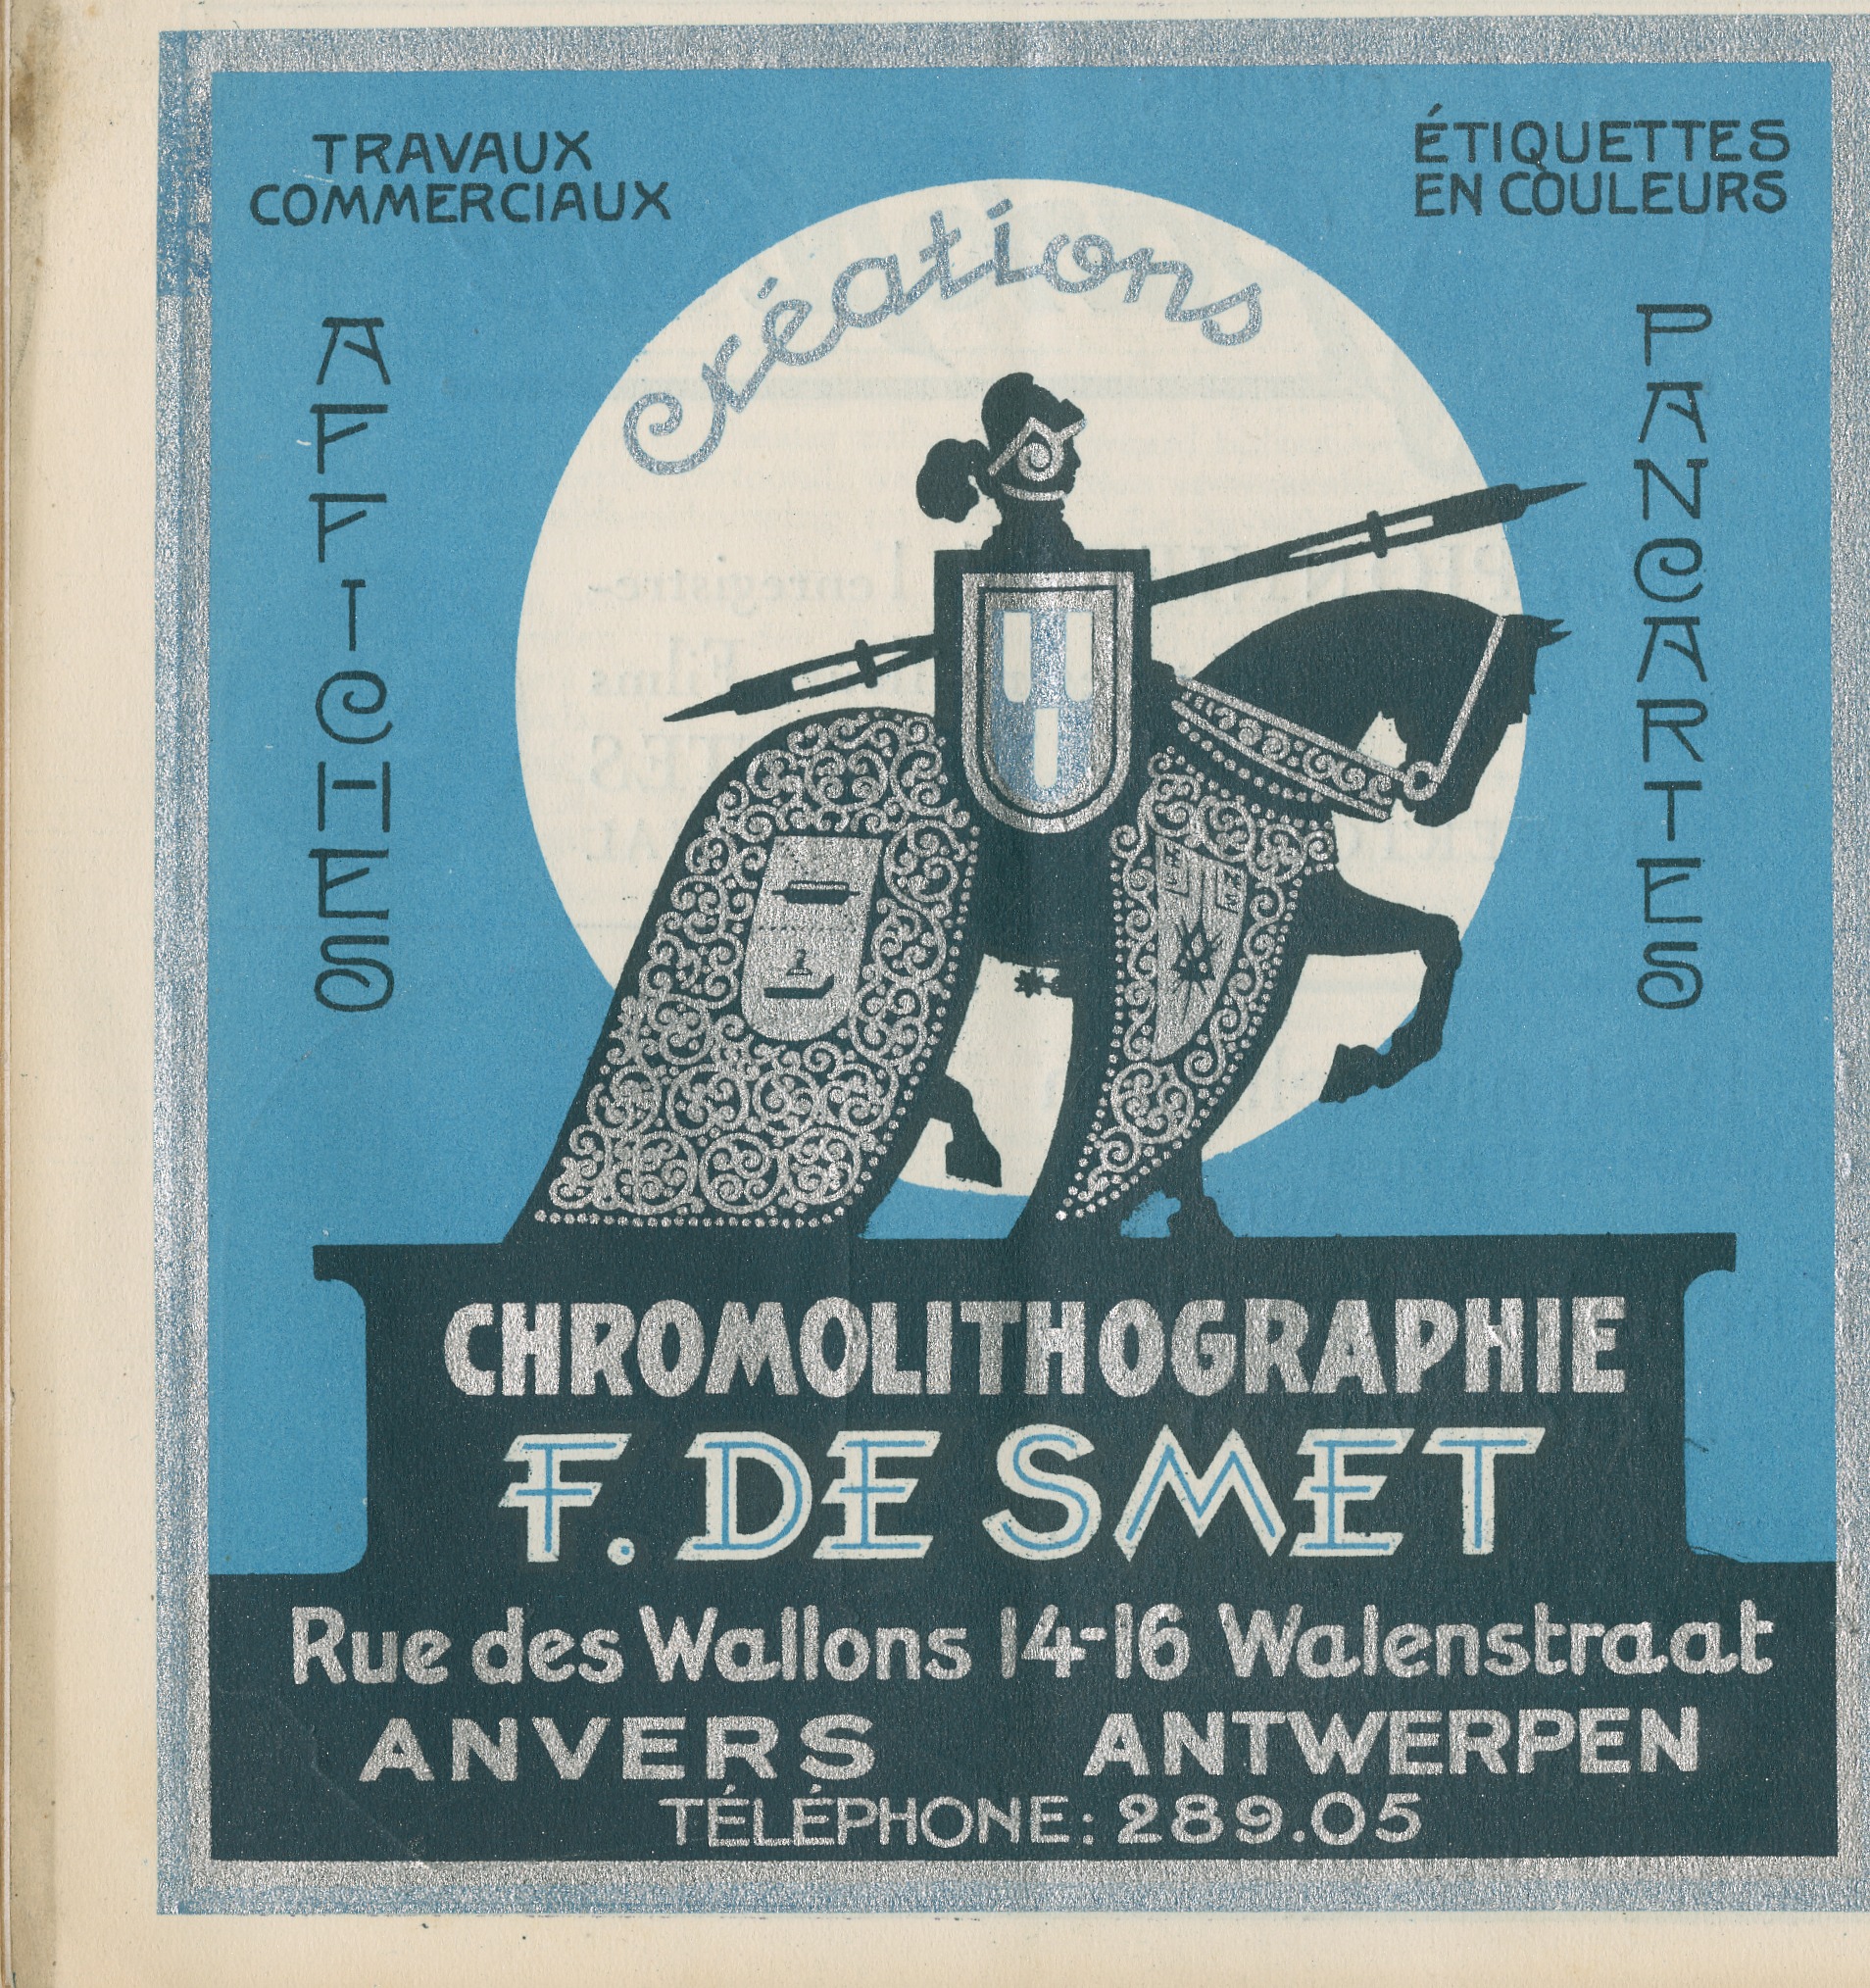 TRAVAUX
COMMERCIAUX
ÉTIQUETTES
EN COULEURS
créations
AFFICHES
PANCARTES
CHROMOLITHOGRAPHIE
F. DE SMET
Rue des Wallons 14-16 Walenstraat
ANVERS ANTWERPEN
TÉLÉPHONE: 289.05